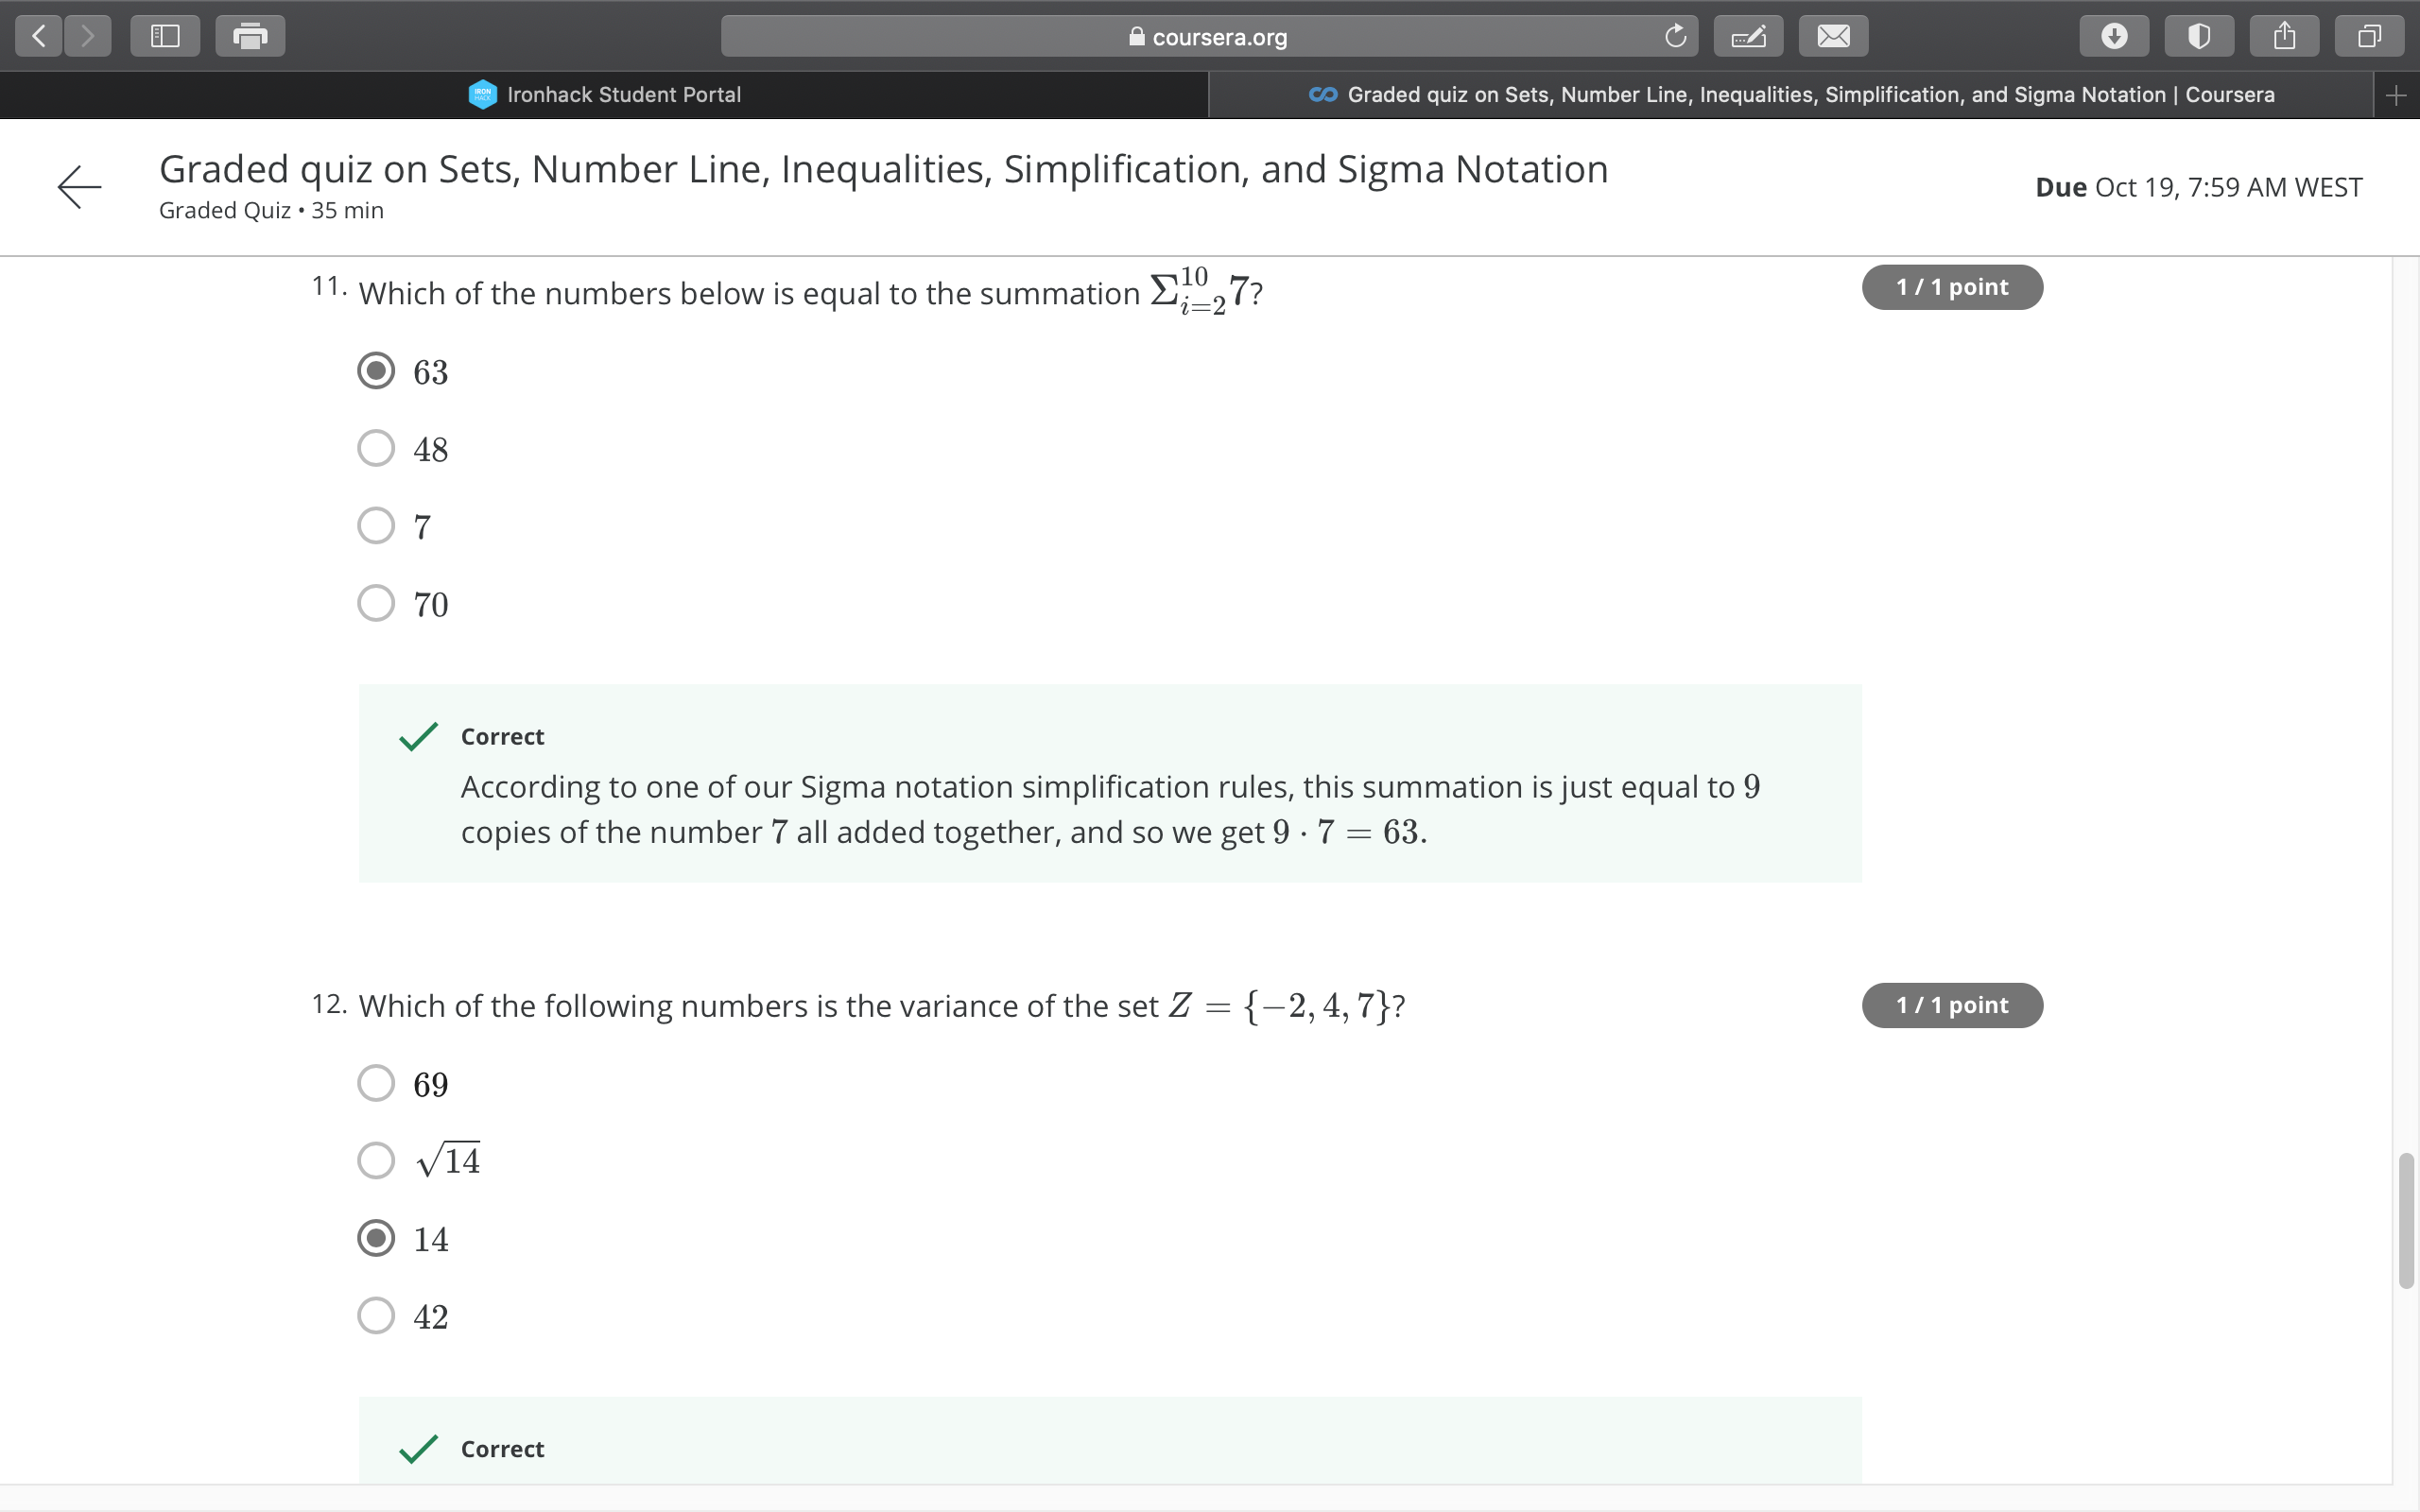 coursera.org
IRON HACK Ironhack Student Portal
Graded quiz on Sets, Number Line, Inequalities, Simplification, and Sigma Notation | Coursera
Graded quiz on Sets, Number Line, Inequalities, Simplification, and Sigma Notation
Graded Quiz • 35 min
Due Oct 19, 7:59 AM WEST
11. Which of the numbers below is equal to the summation Σ_{i=2}^{10} 7?
1 / 1 point
63
48
7
70
Correct
According to one of our Sigma notation simplification rules, this summation is just equal to 9
copies of the number 7 all added together, and so we get 9 · 7 = 63.
12. Which of the following numbers is the variance of the set Z = {−2, 4, 7}?
1 / 1 point
69
√14
14
42
Correct